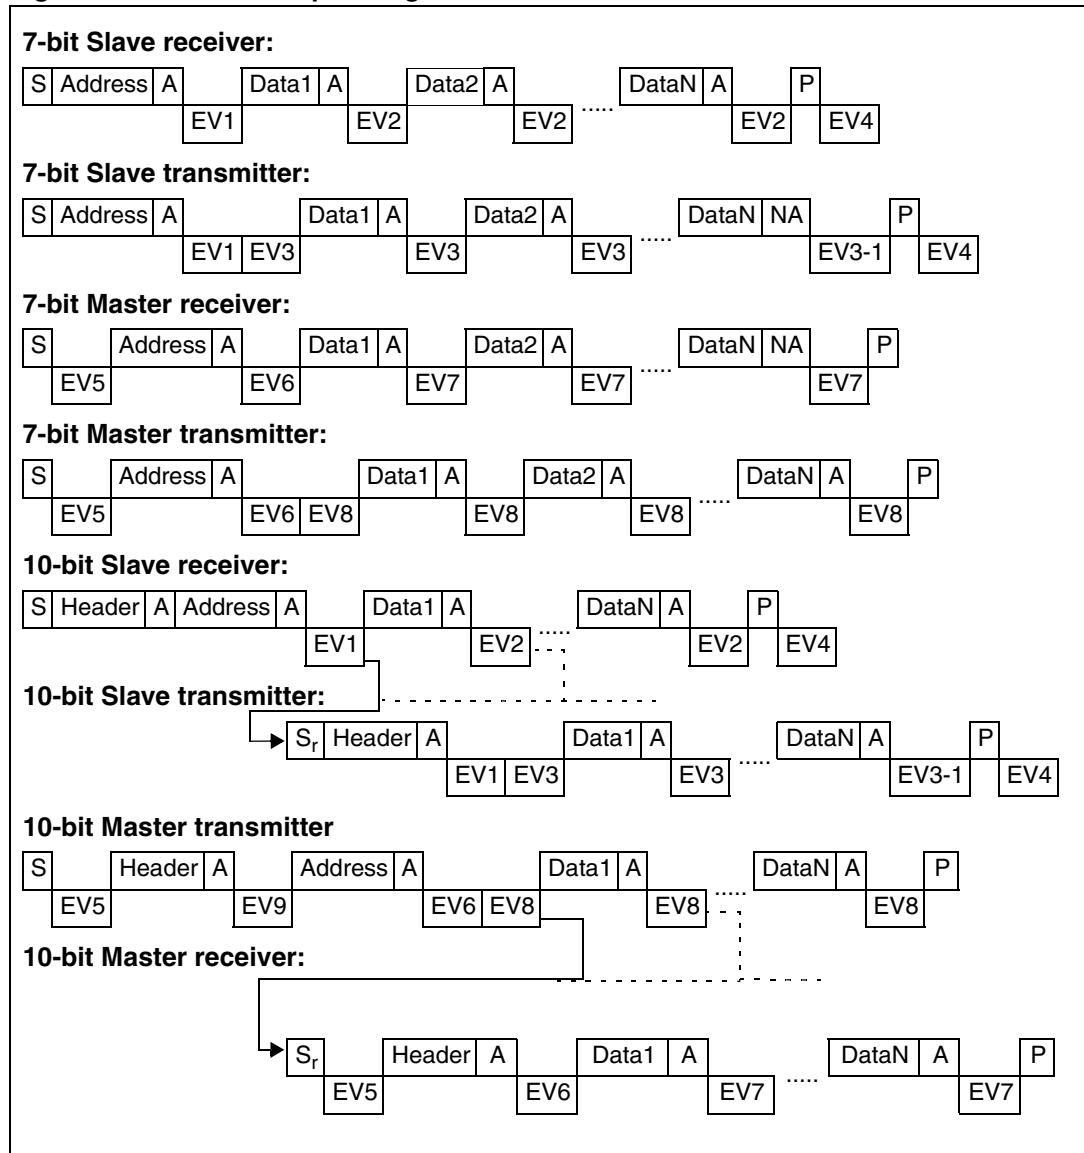 7-bit Slave receiver:
S Address A Data1 A Data2 A ..... DataN A P
EV1 EV2 EV2 EV2 EV4
7-bit Slave transmitter:
S Address A Data1 A Data2 A ..... DataN NA P
EV1 EV3 EV3 EV3 EV3-1 EV4
7-bit Master receiver:
S Address A Data1 A Data2 A ..... DataN NA P
EV5 EV6 EV7 EV7 EV7
7-bit Master transmitter:
S Address A Data1 A Data2 A ..... DataN A P
EV5 EV6 EV8 EV8 EV8 EV8
10-bit Slave receiver:
S Header A Address A Data1 A ..... DataN A P
EV1 EV2 EV2 EV4
10-bit Slave transmitter:
Sr Header A Data1 A ..... DataN A P
EV1 EV3 EV3 EV3-1 EV4
10-bit Master transmitter
S Header A Address A Data1 A ..... DataN A P
EV5 EV9 EV6 EV8 EV8 EV8
10-bit Master receiver:
Sr Header A Data1 A ..... DataN A P
EV5 EV6 EV7 EV7